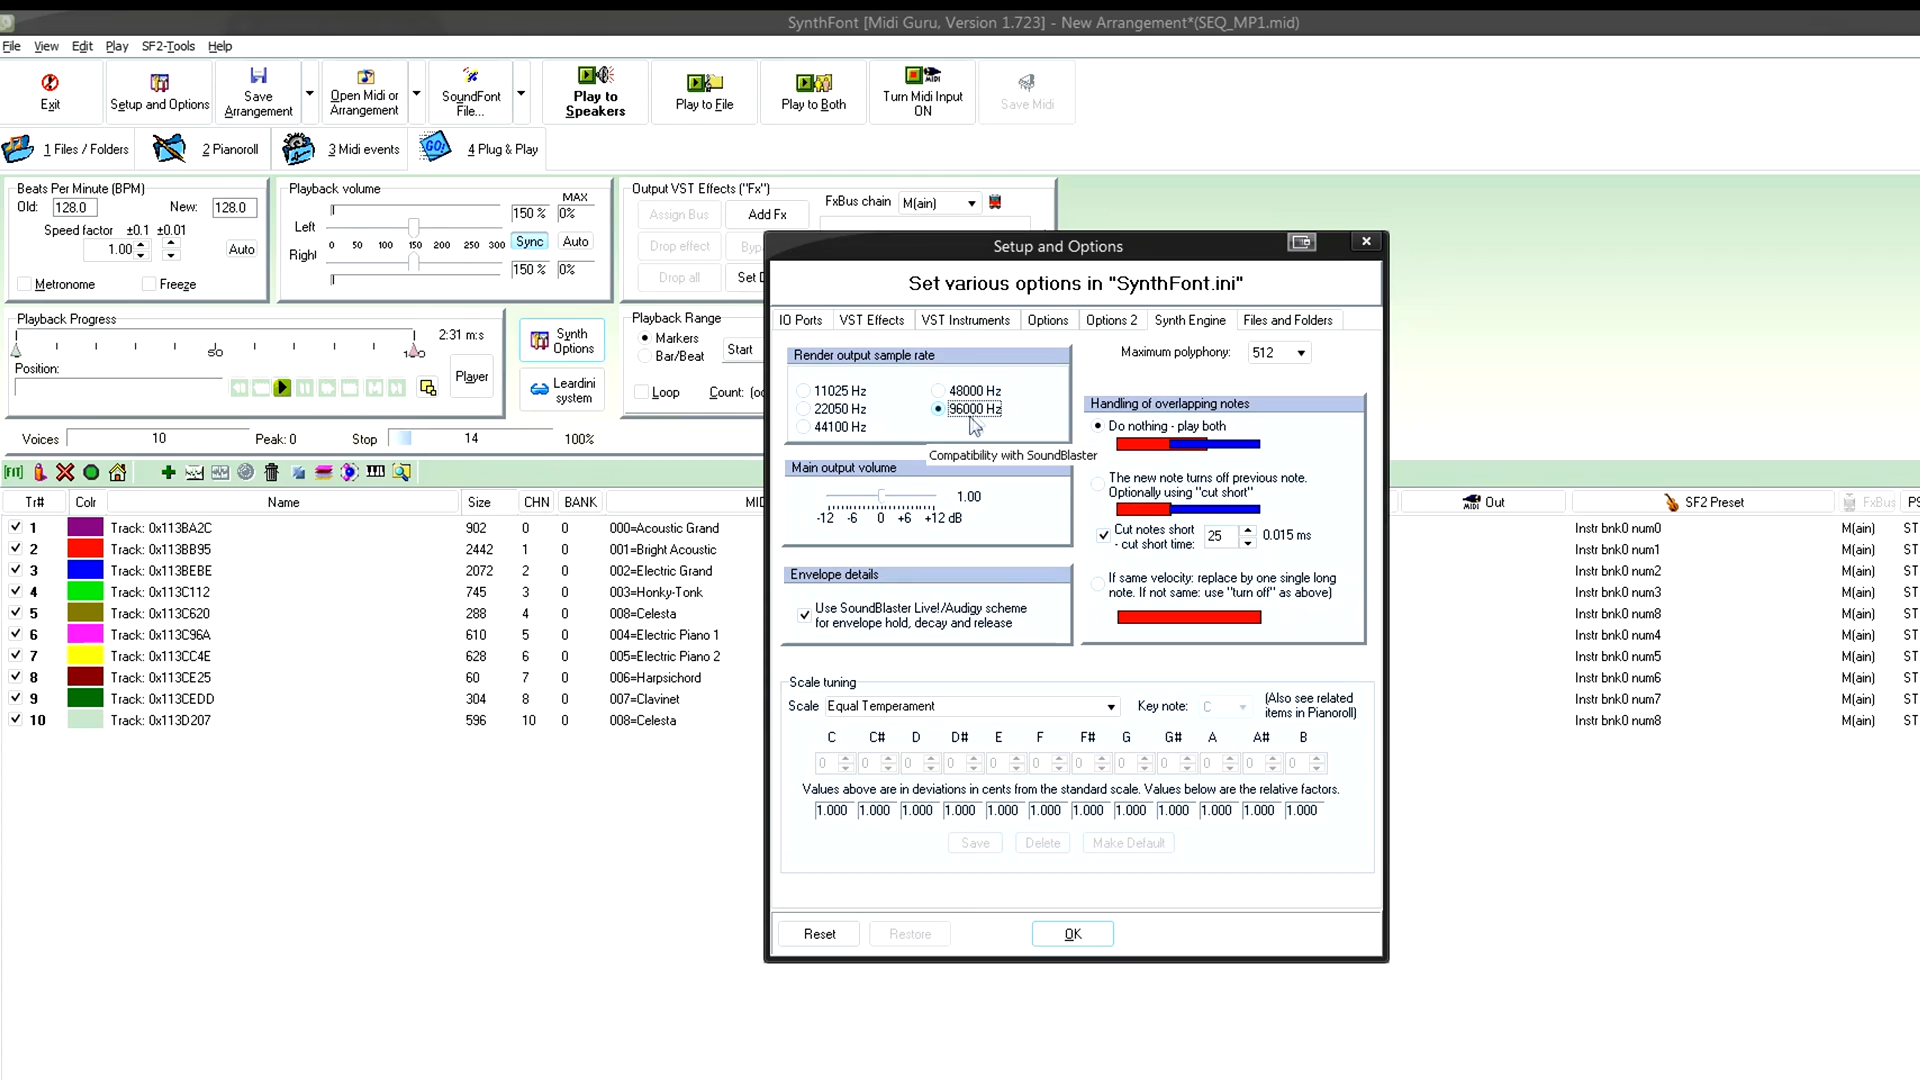 SynthFont [Midi Guru, Version 1.723] - New Arrangement*(SEQ_MP1.mid)
File View Edit Play SF2-Tools Help
Exit
Setup and Options
Save Arrangement
Open Midi or Arrangement
SoundFont File...
Play to Speakers
Play to File
Play to Both
Turn Midi Input ON
Save Midi
1 Files / Folders 2 Pianoroll 3 Midi events GO! 4 Plug & Play
Beats Per Minute (BPM)
Old: 128.0 New: 128.0
Speed factor ±0.1 ±0.01
1.00 Auto
Metronome Freeze
Playback volume MAX
Left 150 % 0%
0 50 100 150 200 250 300 Sync Auto
Right 150 % 0%
Output VST Effects ("Fx") FxBus chain M(ain)
Assign Bus Add Fx
Drop effect
Drop all
Playback Progress
2:31 m:s
50
Position:
Player
Synth Options
Leardini system
Playback Range
Markers Start
Bar/Beat
Loop Count:
Voices 10 Peak: 0 Stop 14 100%
Setup and Options
Set various options in "SynthFont.ini"
IO Ports VST Effects VST Instruments Options Options 2 Synth Engine Files and Folders
Render output sample rate
11025 Hz 48000 Hz
22050 Hz 96000 Hz
44100 Hz
Compatibility with SoundBlaster
Main output volume
1.00
-12 -6 0 +6 +12 dB
Envelope details
Use SoundBlaster Live!/Audigy scheme
for envelope hold, decay and release
Maximum polyphony: 512
Handling of overlapping notes
Do nothing - play both
The new note turns off previous note.
Optionally using "cut short"
Cut notes short
- cut short time: 25 0.015 ms
If same velocity: replace by one single long
note. If not same: use "turn off" as above)
Scale tuning
Scale Equal Temperament Key note: C (Also see related
items in Pianoroll)
C C# D D# E F F# G G# A A# B
0 0 0 0 0 0 0 0 0 0 0 0
Values above are in deviations in cents from the standard scale. Values below are the relative factors.
1.000 1.000 1.000 1.000 1.000 1.000 1.000 1.000 1.000 1.000 1.000 1.000
Save Delete Make Default
Reset Restore OK
Tr# Colr Name Size CHN BANK Out SF2 Preset FxBus
1 Track: 0x113BA2C 902 0 0 000=Acoustic Grand Instr bnk0 num0 M(ain) ST
2 Track: 0x113BB95 2442 1 0 001=Bright Acoustic Instr bnk0 num1 M(ain) ST
3 Track: 0x113BEBE 2072 2 0 002=Electric Grand Instr bnk0 num2 M(ain) ST
4 Track: 0x113C112 745 3 0 003=Honky-Tonk Instr bnk0 num3 M(ain) ST
5 Track: 0x113C620 288 4 0 008=Celesta Instr bnk0 num8 M(ain) ST
6 Track: 0x113C96A 610 5 0 004=Electric Piano 1 Instr bnk0 num4 M(ain) ST
7 Track: 0x113CC4E 628 6 0 005=Electric Piano 2 Instr bnk0 num5 M(ain) ST
8 Track: 0x113CE25 60 7 0 006=Harpsichord Instr bnk0 num6 M(ain) ST
9 Track: 0x113CEDD 304 8 0 007=Clavinet Instr bnk0 num7 M(ain) ST
10 Track: 0x113D207 596 10 0 008=Celesta Instr bnk0 num8 M(ain) ST